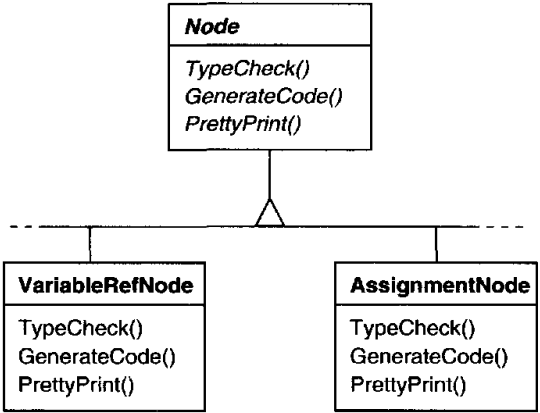 Node
TypeCheck()
GenerateCode()
PrettyPrint()
VariableRefNode
TypeCheck()
GenerateCode()
PrettyPrint()
AssignmentNode
TypeCheck()
GenerateCode()
PrettyPrint()